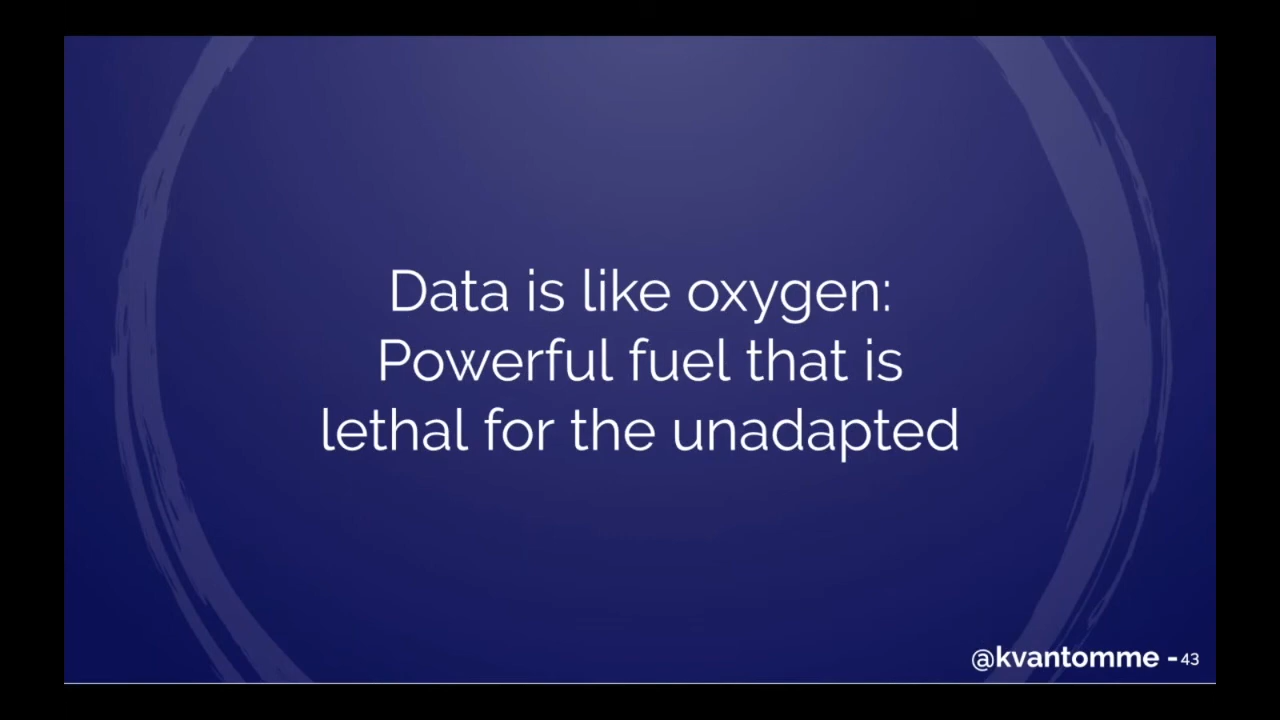 Data is like oxygen:
Powerful fuel that is
lethal for the unadapted
@kvantomme - 43